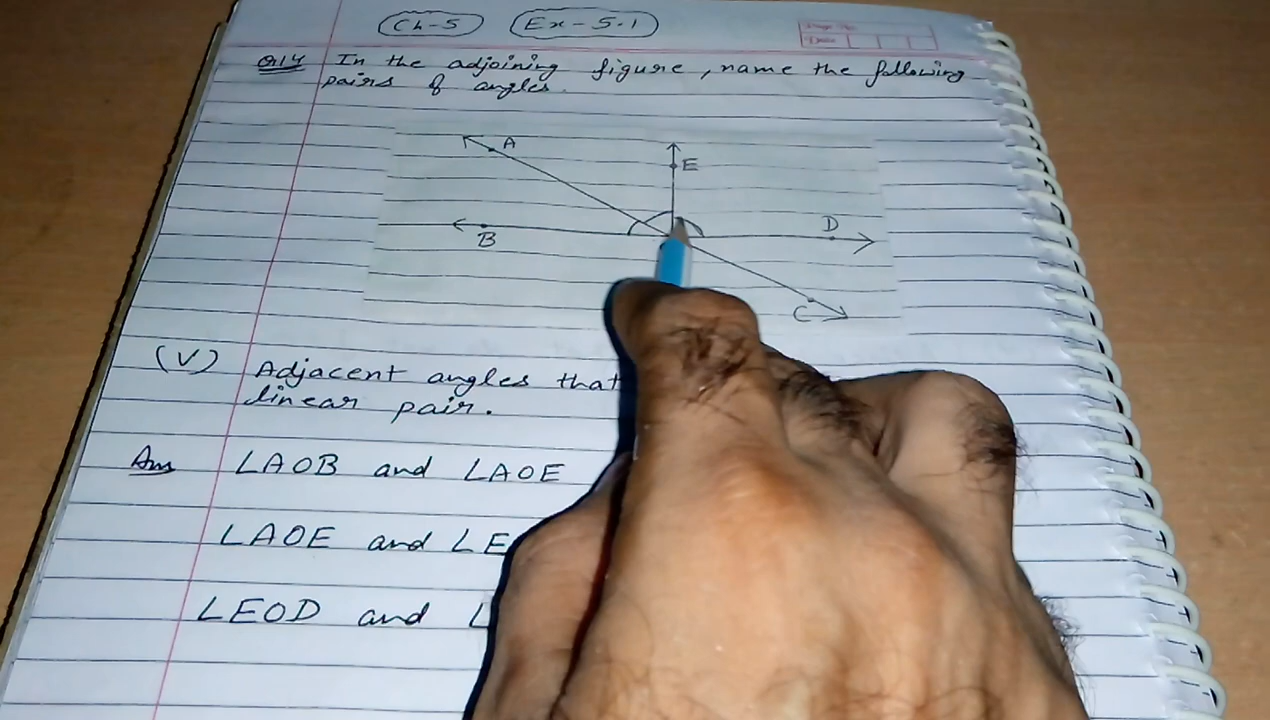 Ch-5 Ex-5.1
Q14 In the adjoining figure, name the following
pairs of angles.
A
E
B
D
C
(V) Adjacent angles that
linear pair.
Ans ∠AOB and ∠AOE
∠AOE and ∠E
∠EOD and ∠